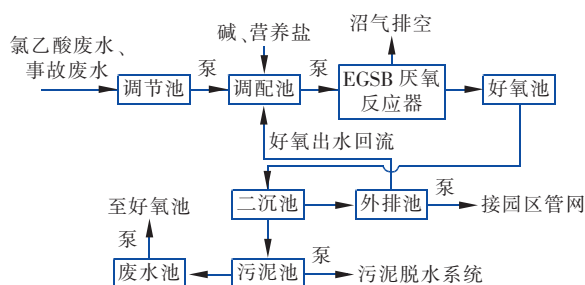 氯乙酸废水、
事故废水
碱、营养盐
沼气排空
泵
泵
调节池
调配池
EGSB 厌氧
反应器
好氧池
好氧出水回流
二沉池
外排池
泵
接园区管网
至好氧池
泵
废水池
污泥池
泵
污泥脱水系统